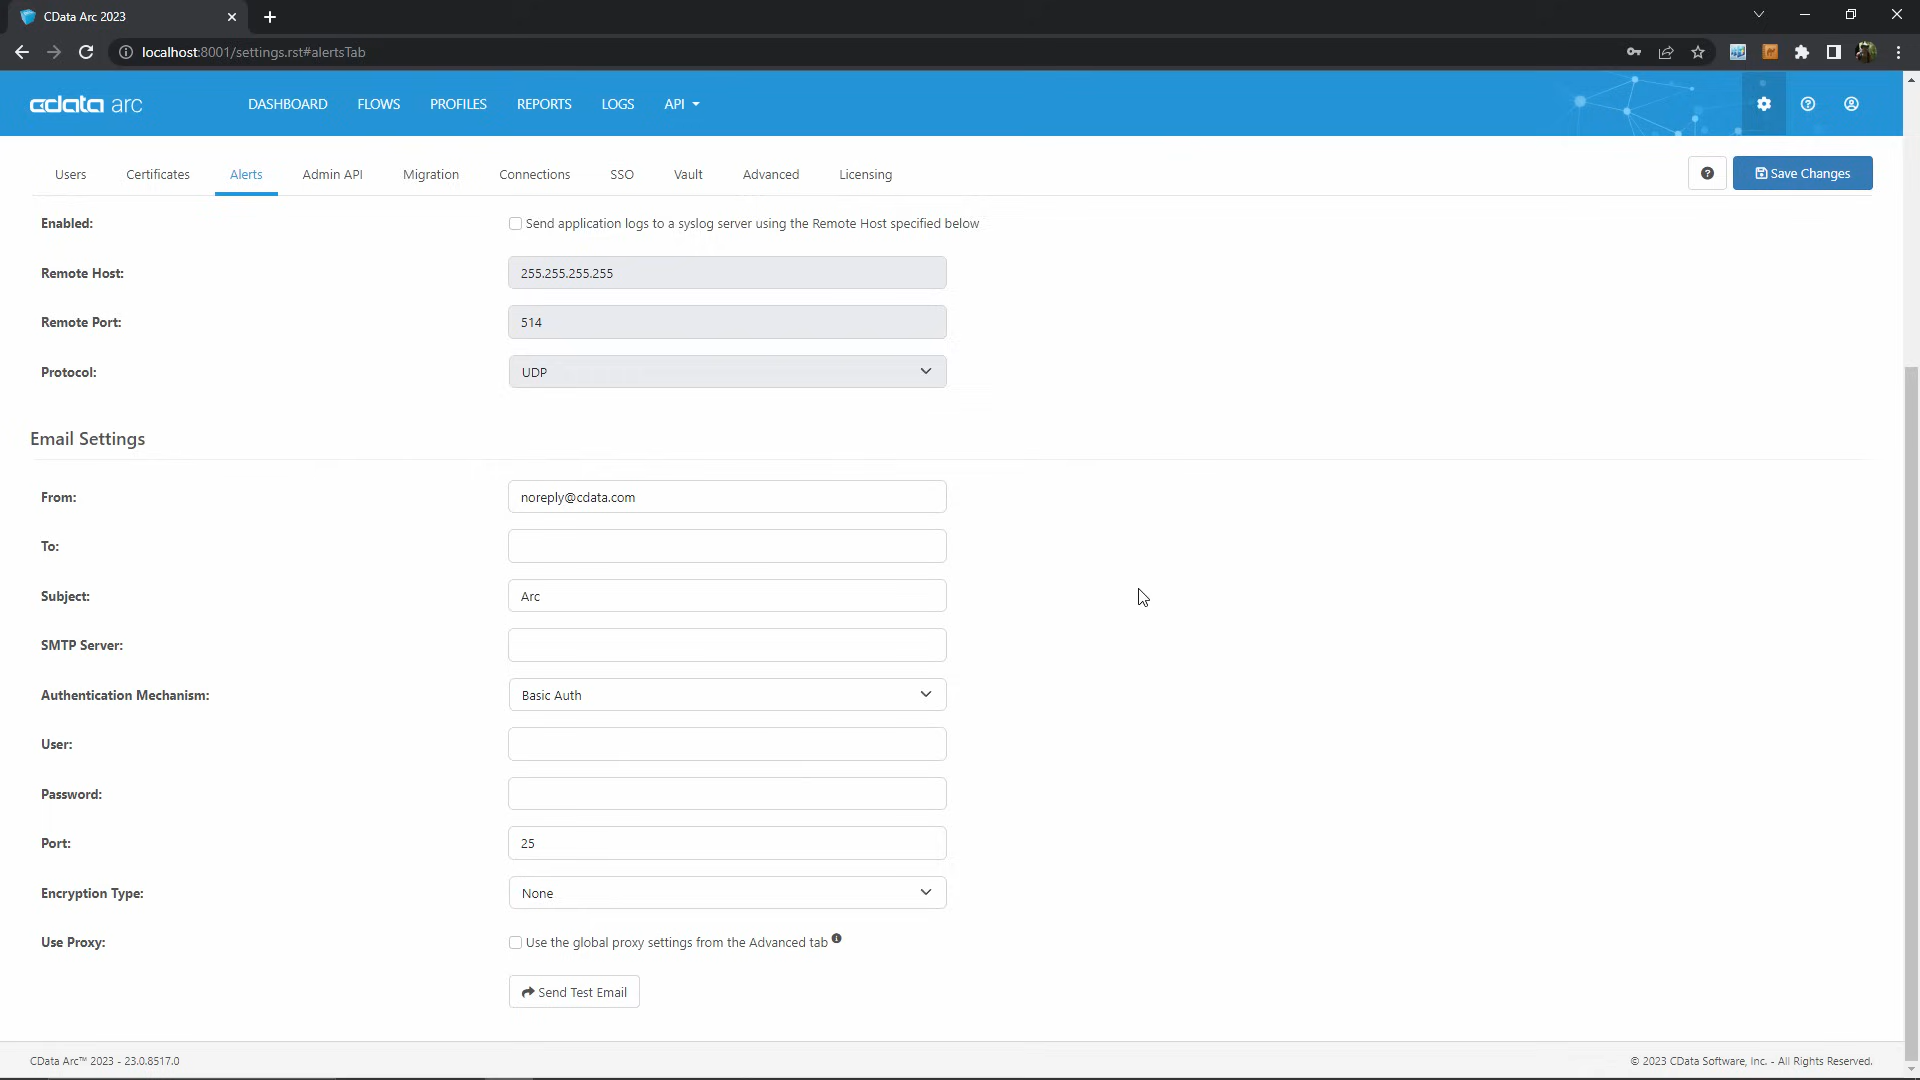 CData Arc 2023
localhost:8001/settings.rst#alertsTab
cdata arc
DASHBOARD FLOWS PROFILES REPORTS LOGS API
Users Certificates Alerts Admin API Migration Connections SSO Vault Advanced Licensing
Save Changes
Enabled: Send application logs to a syslog server using the Remote Host specified below
Remote Host: 255.255.255.255
Remote Port: 514
Protocol: UDP
Email Settings
From: noreply@cdata.com
To:
Subject: Arc
SMTP Server:
Authentication Mechanism: Basic Auth
User:
Password:
Port: 25
Encryption Type: None
Use Proxy: Use the global proxy settings from the Advanced tab
Send Test Email
CData Arc™ 2023 - 23.0.8517.0
© 2023 CData Software, Inc. - All Rights Reserved.